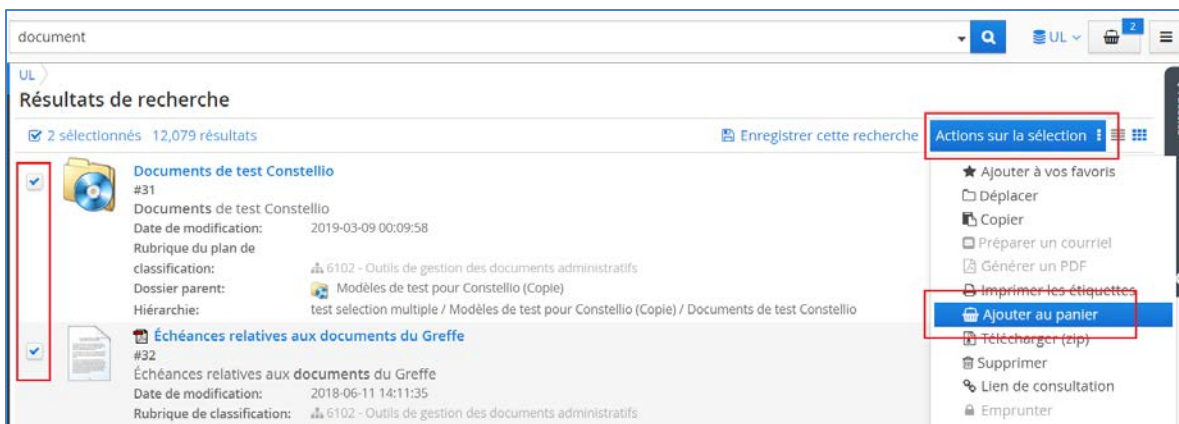 document
UL
2
UL
Résultats de recherche
2 sélectionnés 12,079 résultats
Enregistrer cette recherche
Actions sur la sélection
Documents de test Constellio
#31
Documents de test Constellio
Date de modification: 2019-03-09 00:09:58
Rubrique du plan de
classification: 6102 - Outils de gestion des documents administratifs
Dossier parent: Modèles de test pour Constellio (Copie)
Hiérarchie: test selection multiple / Modèles de test pour Constellio (Copie) / Documents de test Constellio
Échéances relatives aux documents du Greffe
#32
Échéances relatives aux documents du Greffe
Date de modification: 2018-06-11 14:11:35
Rubrique de classification: 6102 - Outils de gestion des documents administratifs
Ajouter à vos favoris
Déplacer
Copier
Préparer un courriel
Générer un PDF
Imprimer les étiquettes
Ajouter au panier
Télécharger (zip)
Supprimer
Lien de consultation
Emprunter